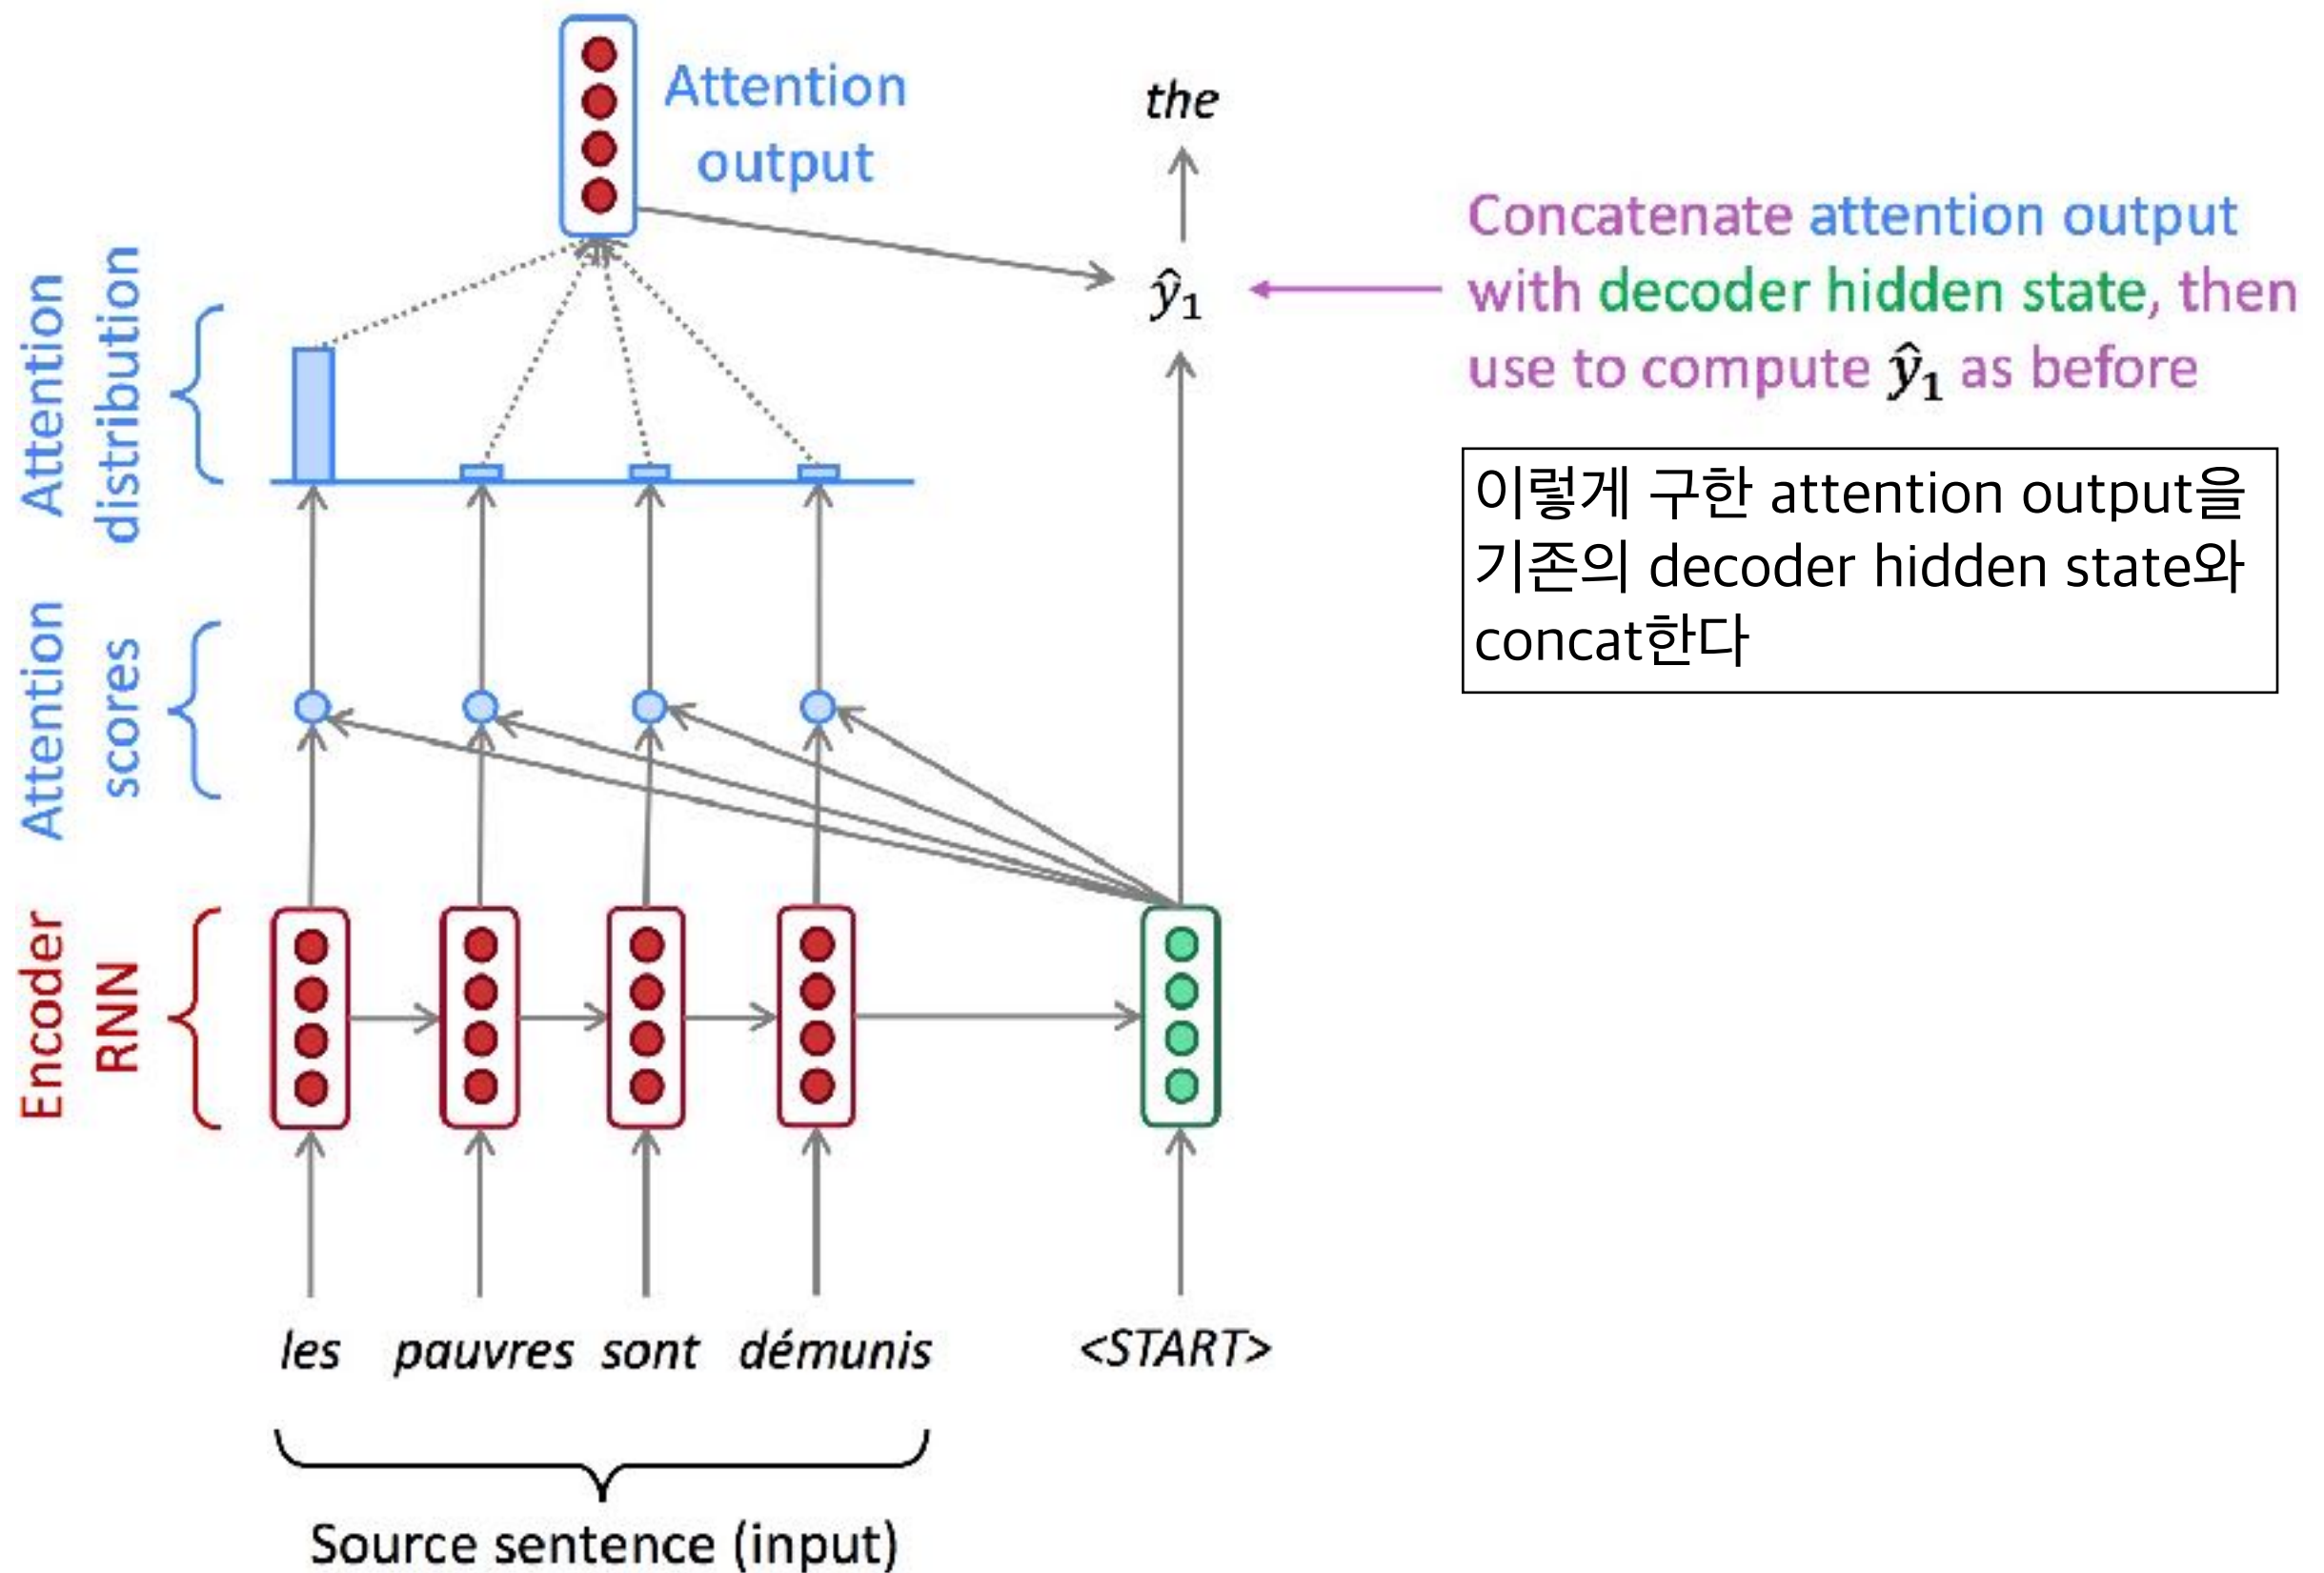 Attention
output
the
ŷ₁
Concatenate attention output
with decoder hidden state, then
use to compute ŷ₁ as before
이렇게 구한 attention output을
기존의 decoder hidden state와
concat한다
Attention
distribution
Attention
scores
Encoder
RNN
les pauvres sont démunis <START>
Source sentence (input)